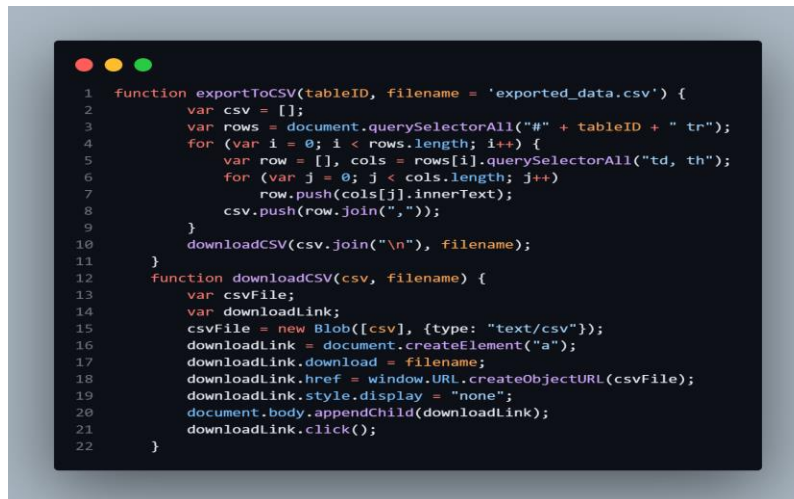 1 function exportToCSV(tableID, filename = 'exported_data.csv') {
2 var csv = [];
3 var rows = document.querySelectorAll("#" + tableID + " tr");
4 for (var i = 0; i < rows.length; i++) {
5 var row = [], cols = rows[i].querySelectorAll("td, th");
6 for (var j = 0; j < cols.length; j++)
7 row.push(cols[j].innerText);
8 csv.push(row.join(","));
9 }
10 downloadCSV(csv.join("\n"), filename);
11 }
12 function downloadCSV(csv, filename) {
13 var csvFile;
14 var downloadLink;
15 csvFile = new Blob([csv], {type: "text/csv"});
16 downloadLink = document.createElement("a");
17 downloadLink.download = filename;
18 downloadLink.href = window.URL.createObjectURL(csvFile);
19 downloadLink.style.display = "none";
20 document.body.appendChild(downloadLink);
21 downloadLink.click();
22 }